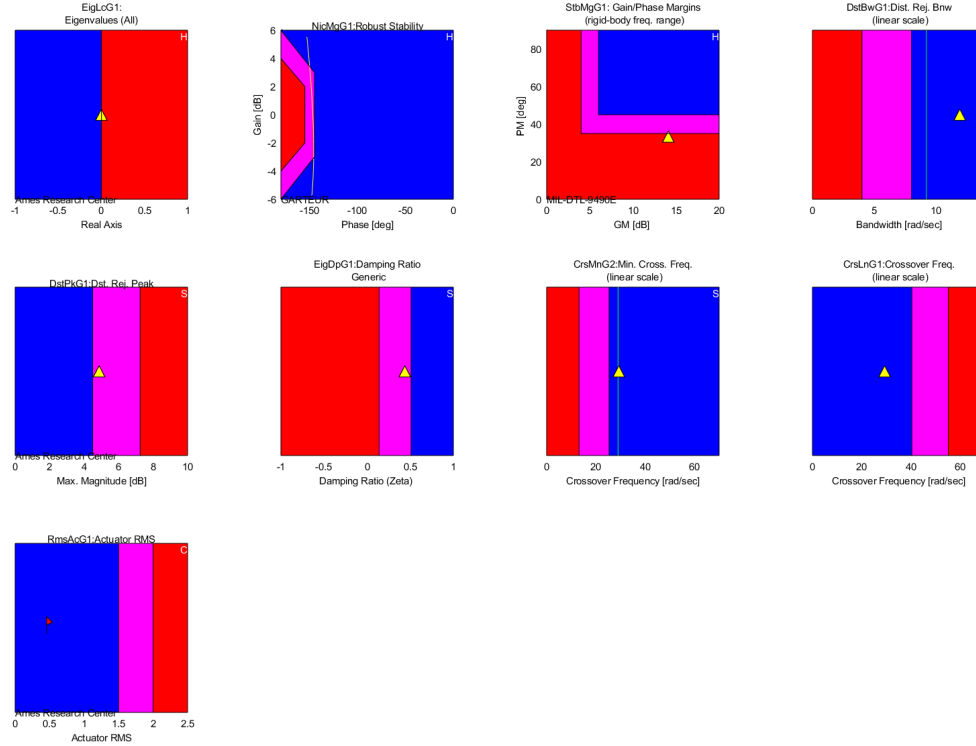 EigLcG1:
Eigenvalues (All)
H
Ames Research Center
-1 0 1
Real Axis
NicMgG1:Robust Stability
Gain [dB]
6
4
2
0
-2
-4
-6
H
GARTEUR
-150 -100 -50 0
Phase [deg]
StbMgG1: Gain/Phase Margins
(rigid-body freq. range)
PM [deg]
80
60
40
20
0
H
MIL-DTL-9490E
0 5 10 15 20
GM [dB]
DstBwG1:Dist. Rej. Bnw
(linear scale)
0 5 10
Bandwidth [rad/sec]
DstPkG1:Dst. Rej. Peak
S
Ames Research Center
0 2 4 6 8 10
Max. Magnitude [dB]
EigDpG1:Damping Ratio
Generic
S
-1 -0.5 0 0.5 1
Damping Ratio (Zeta)
CrsMnG2:Min. Cross. Freq.
(linear scale)
S
0 20 40 60
Crossover Frequency [rad/sec]
CrsLnG1:Crossover Freq.
(linear scale)
0 20 40 60
Crossover Frequency [rad/sec]
RmsAcG1:Actuator RMS
C
Ames Research Center
0 0.5 1 1.5 2 2.5
Actuator RMS